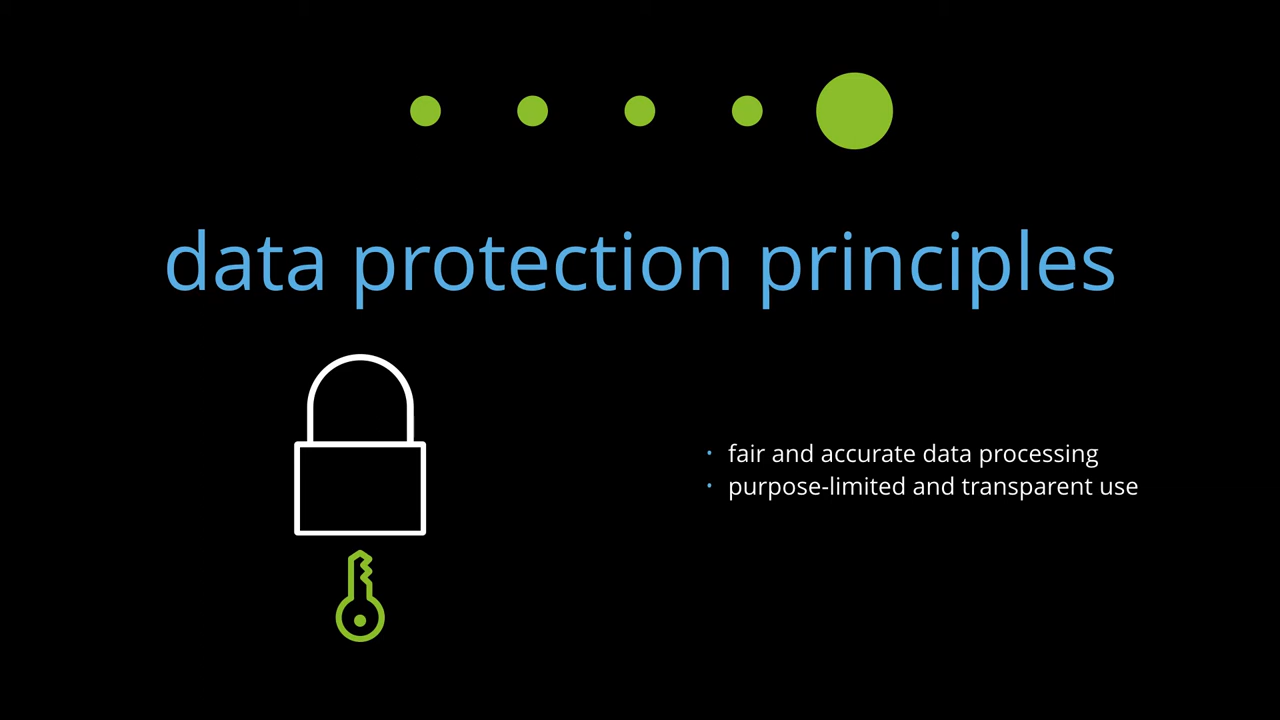 data protection principles
• fair and accurate data processing
• purpose-limited and transparent use